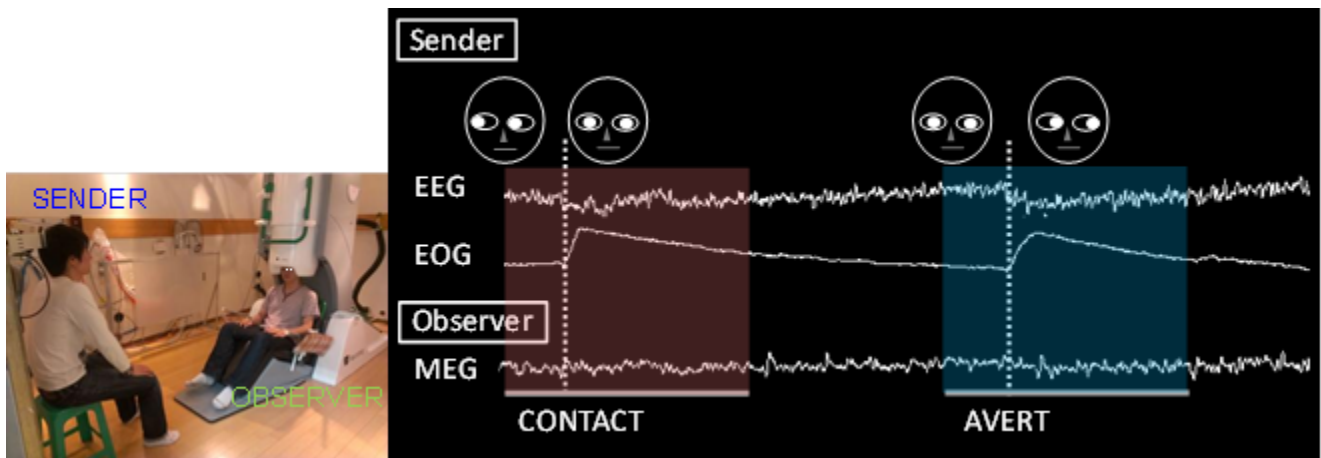 SENDER
OBSERVER
Sender
EEG
EOG
Observer
MEG
CONTACT
AVERT